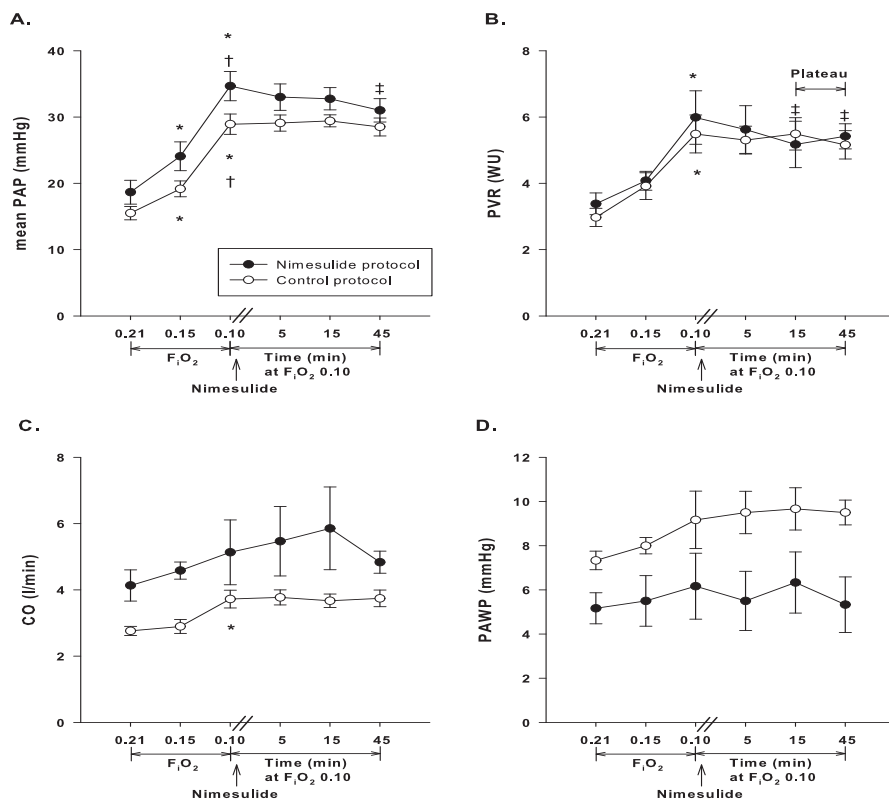 A.
*
†
‡
*
*
†
*
40
30
20
10
0
mean PAP (mmHg)
Nimesulide protocol
Control protocol
0.21 0.15 0.10 5 15 45
FiO2 Time (min)
at FiO2 0.10
Nimesulide
B.
Plateau
*
‡ ‡
*
8
6
4
2
0
PVR (WU)
0.21 0.15 0.10 5 15 45
FiO2 Time (min)
at FiO2 0.10
Nimesulide
C.
8
6
4
2
0
CO (l/min)
*
0.21 0.15 0.10 5 15 45
FiO2 Time (min)
at FiO2 0.10
Nimesulide
D.
12
10
8
6
4
2
0
PAWP (mmHg)
0.21 0.15 0.10 5 15 45
FiO2 Time (min)
at FiO2 0.10
Nimesulide